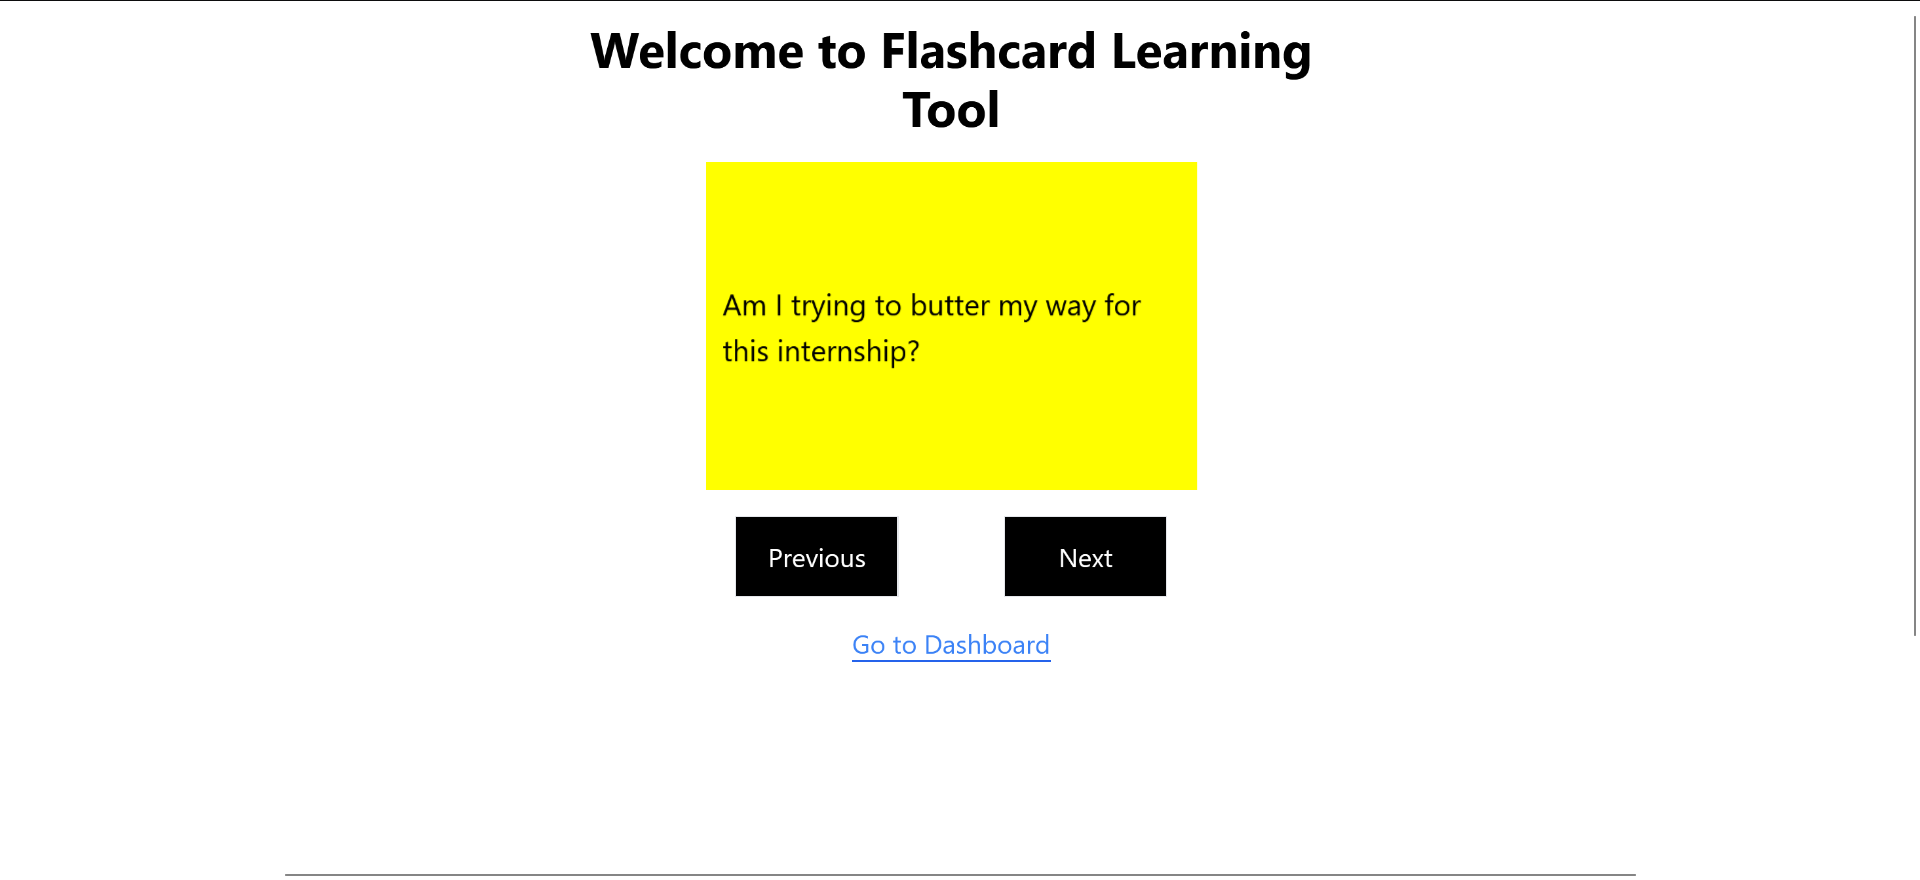 Welcome to Flashcard Learning
Tool
Am I trying to butter my way for
this internship?
Previous
Next
Go to Dashboard